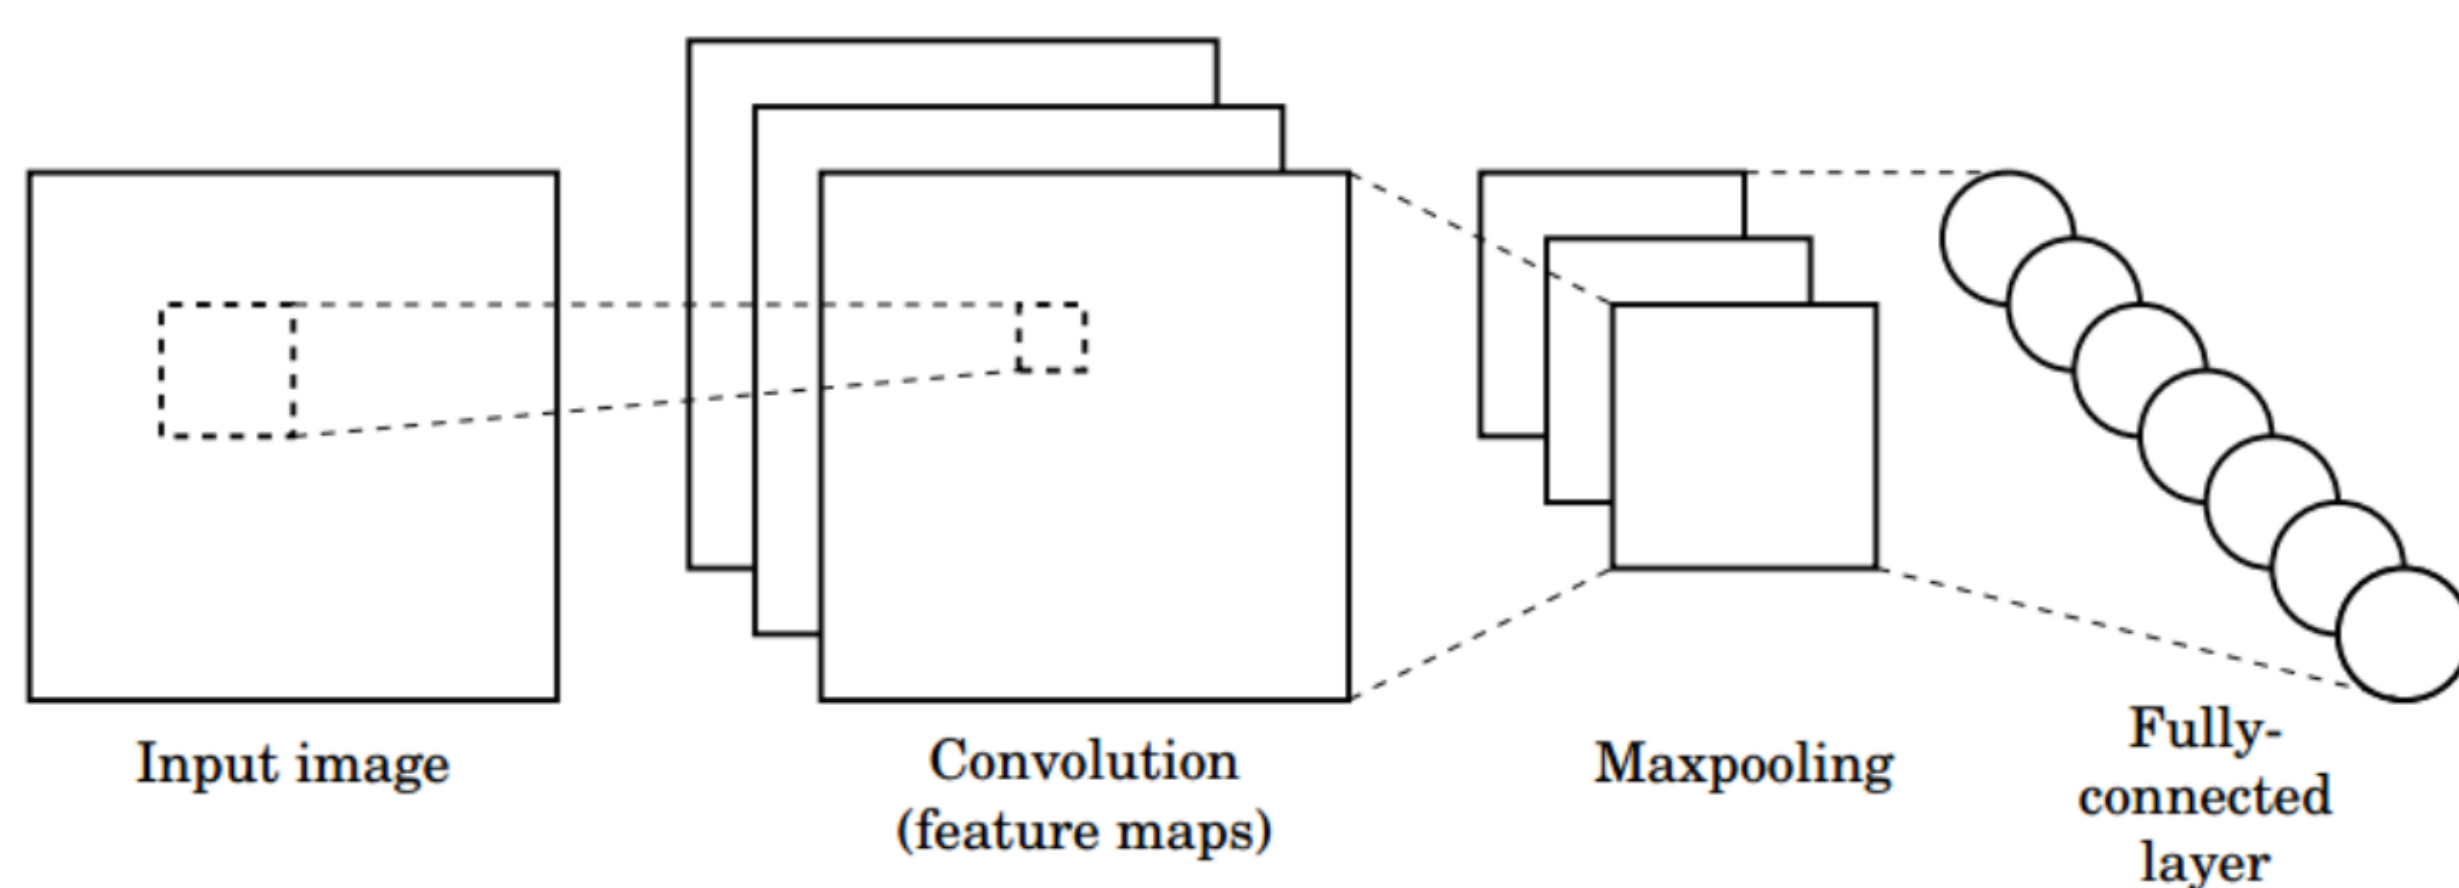 Input image
Convolution
(feature maps)
Maxpooling
Fully-
connected
layer